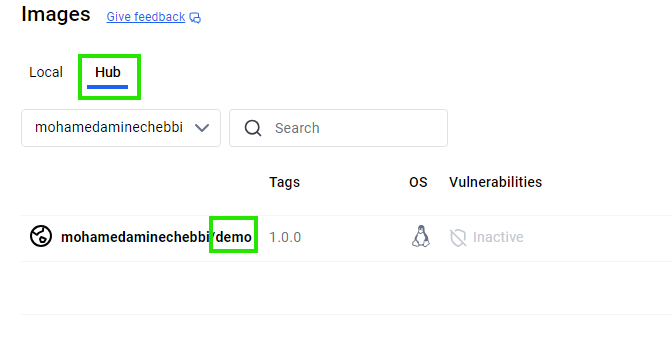 Images Give feedback
Local Hub
mohamedaminechebbi Search
Tags OS Vulnerabilities
mohamedaminechebbi/demo 1.0.0 Inactive